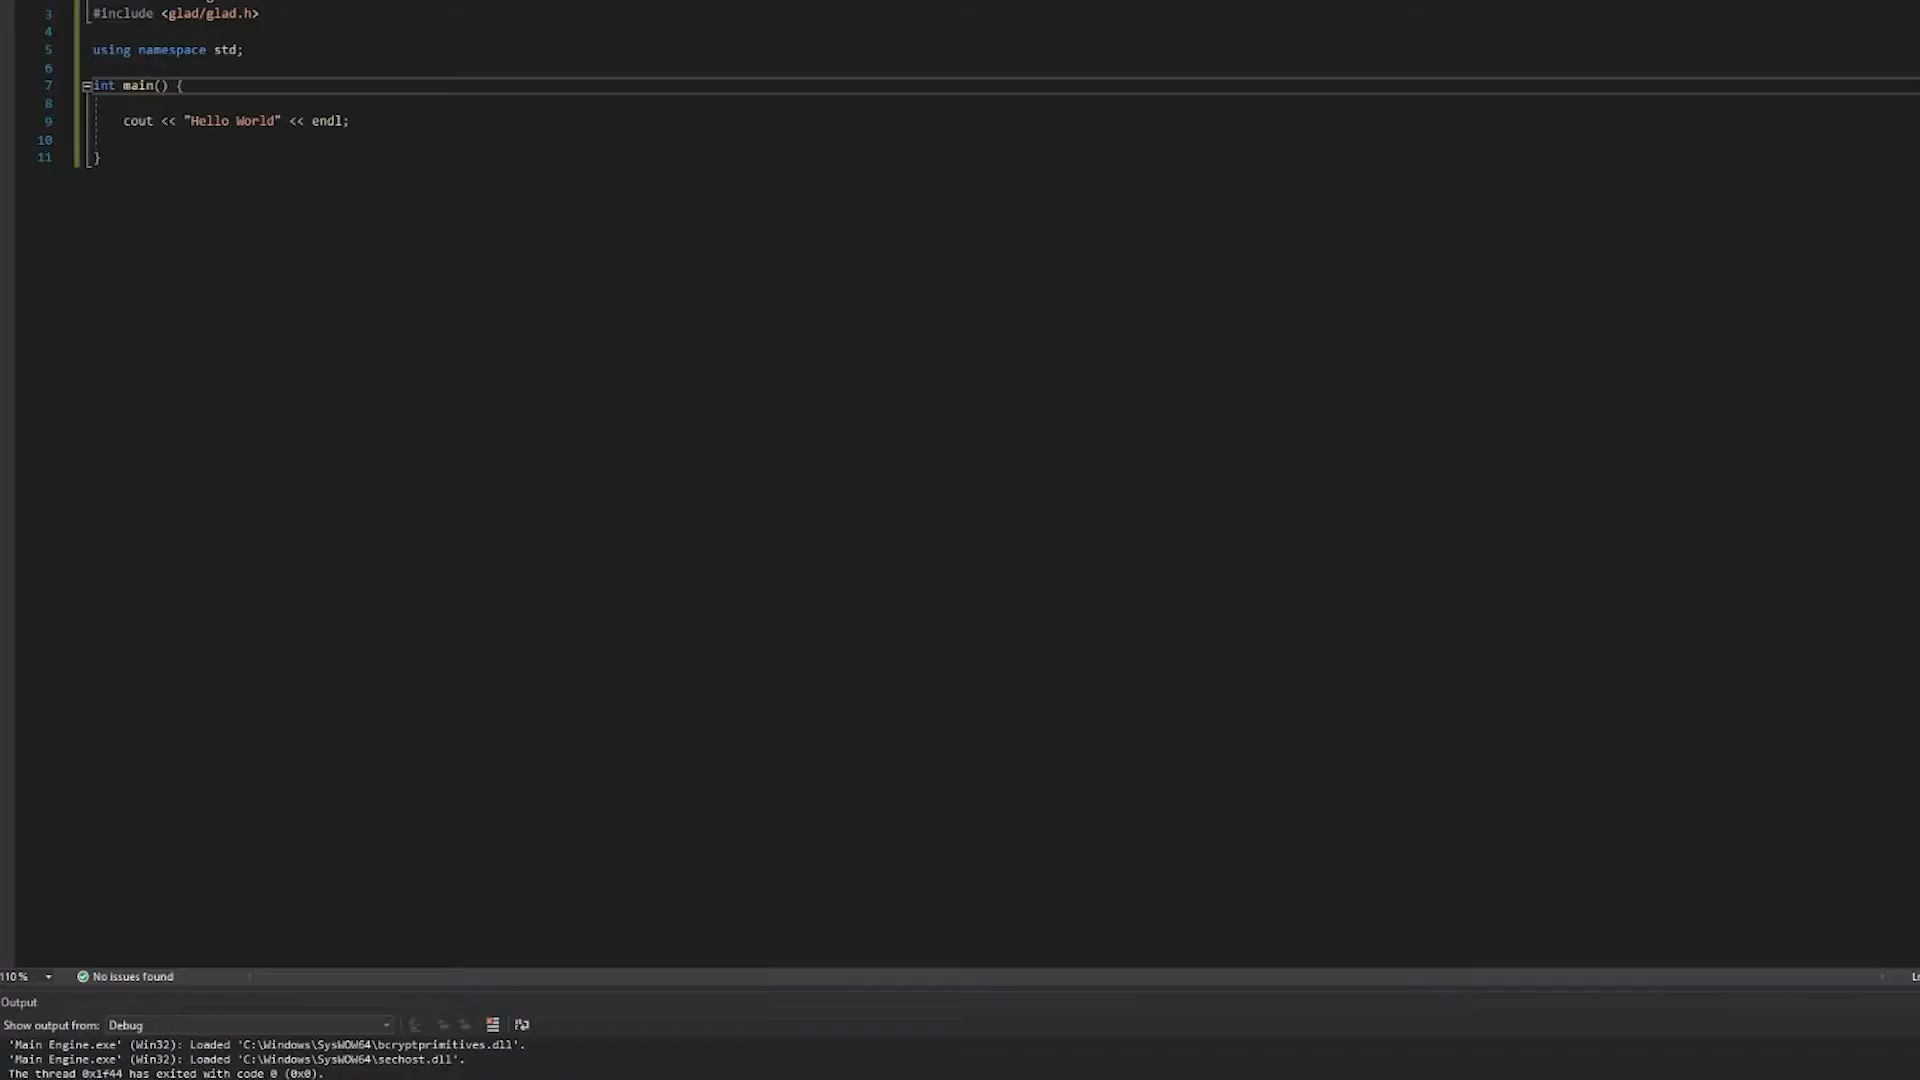 3 #include <glad/glad.h>
4
5 using namespace std;
6
7 int main() {
8
9 cout << "Hello World" << endl;
10
11 }
110 % No issues found
Output
Show output from: Debug
'Main Engine.exe' (Win32): Loaded 'C:\Windows\SysWOW64\bcryptprimitives.dll'.
'Main Engine.exe' (Win32): Loaded 'C:\Windows\SysWOW64\sechost.dll'.
The thread 0x1f44 has exited with code 0 (0x0).